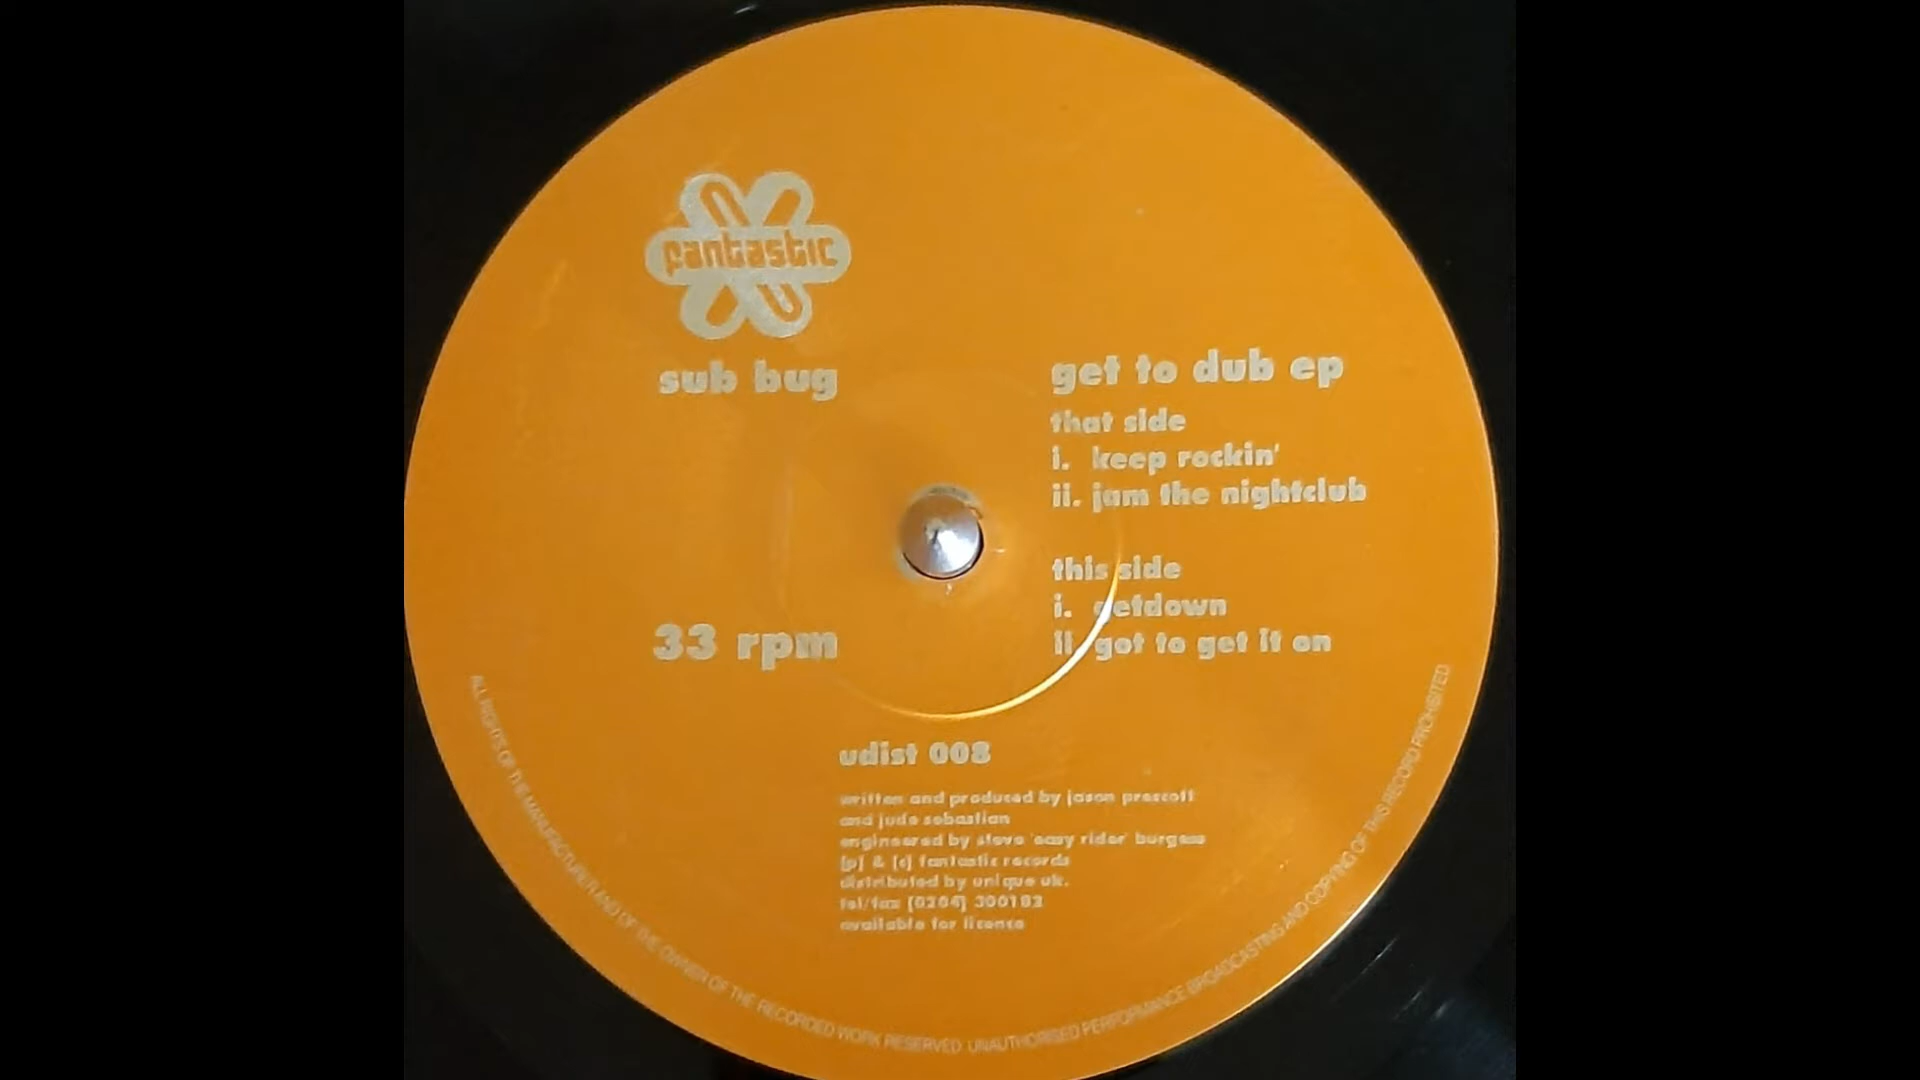 fantastic
sub bug
get to dub ep
that side
i. keep rockin'
ii. jam the nightclub
this side
i. getdown
ii. got to get it on
33 rpm
udist 008
written and produced by jason prescott
and jude sebastian
engineered by steve 'easy rider' burgess
[p] & [c] fantastic records
distributed by unique uk.
tel/fax [0204] 300182
available for licence
ALL RIGHTS OF THE MANUFACTURER AND OF THE OWNER OF THE RECORDED WORK RESERVED. UNAUTHORISED PERFORMANCE BROADCASTING AND COPYING OF THIS RECORD PROHIBITED